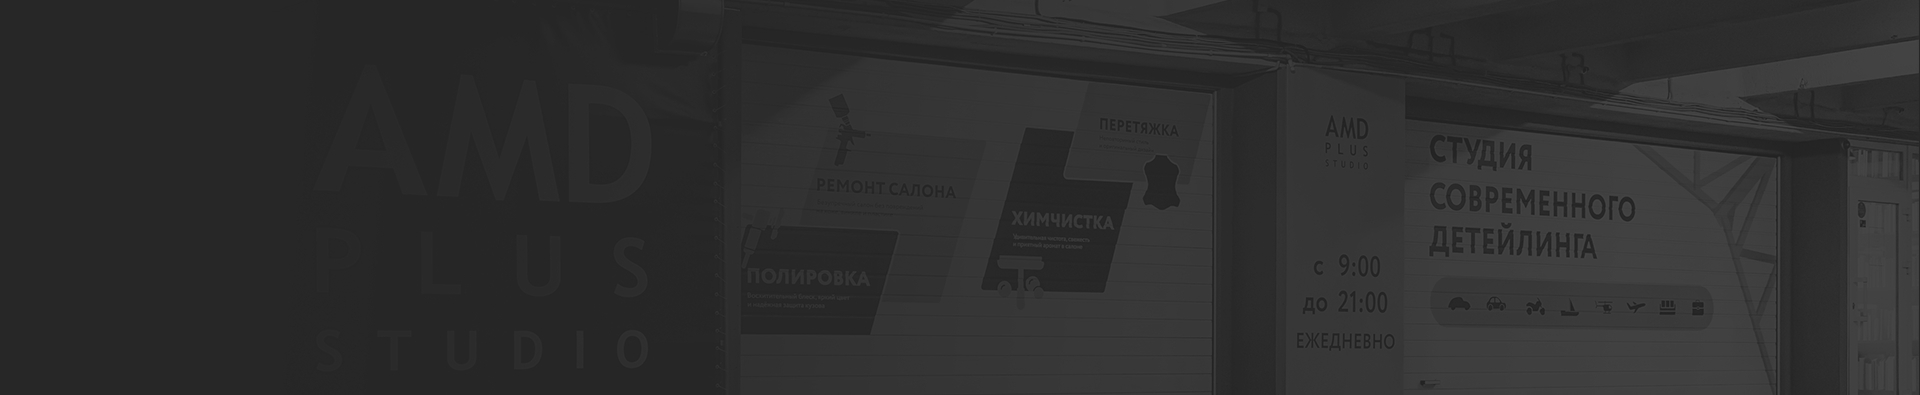 AMD
PLUS
STUDIO
РЕМОНТ САЛОНА
ПОЛИРОВКА
ПЕРЕТЯЖКА
ХИМЧИСТКА
AMD
PLUS
STUDIO
с 9:00
до 21:00
ЕЖЕДНЕВНО
СТУДИЯ
СОВРЕМЕННОГО
ДЕТЕЙЛИНГА